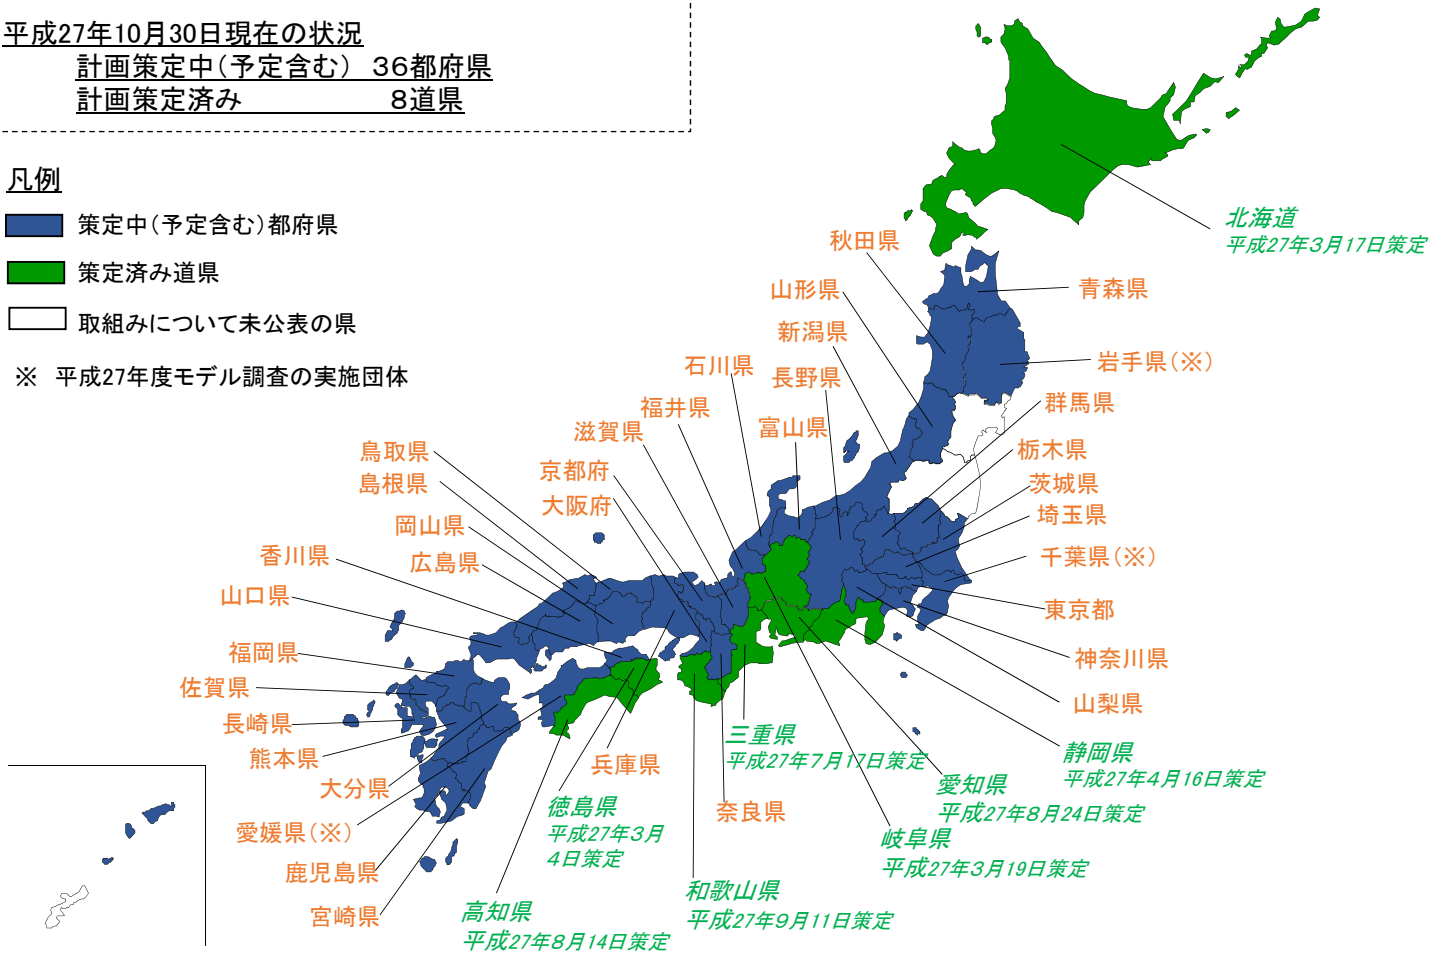 平成27年10月30日現在の状況
計画策定中（予定含む）　３６都府県
計画策定済み　８道県
凡例
策定中（予定含む）都府県
策定済み道県
取組みについて未公表の県
※　平成27年度モデル調査の実施団体
北海道
平成27年3月17日策定
秋田県
青森県
山形県
新潟県
岩手県（※）
石川県
長野県
群馬県
福井県
富山県
滋賀県
栃木県
鳥取県
京都府
茨城県
島根県
大阪府
埼玉県
岡山県
香川県
広島県
千葉県（※）
山口県
東京都
福岡県
神奈川県
佐賀県
山梨県
長崎県
三重県
平成27年7月17日策定
静岡県
平成27年4月16日策定
熊本県
兵庫県
大分県
愛知県
平成27年8月24日策定
徳島県
平成27年3月
4日策定
奈良県
愛媛県（※）
岐阜県
平成27年3月19日策定
鹿児島県
和歌山県
平成27年9月11日策定
宮崎県
高知県
平成27年8月14日策定